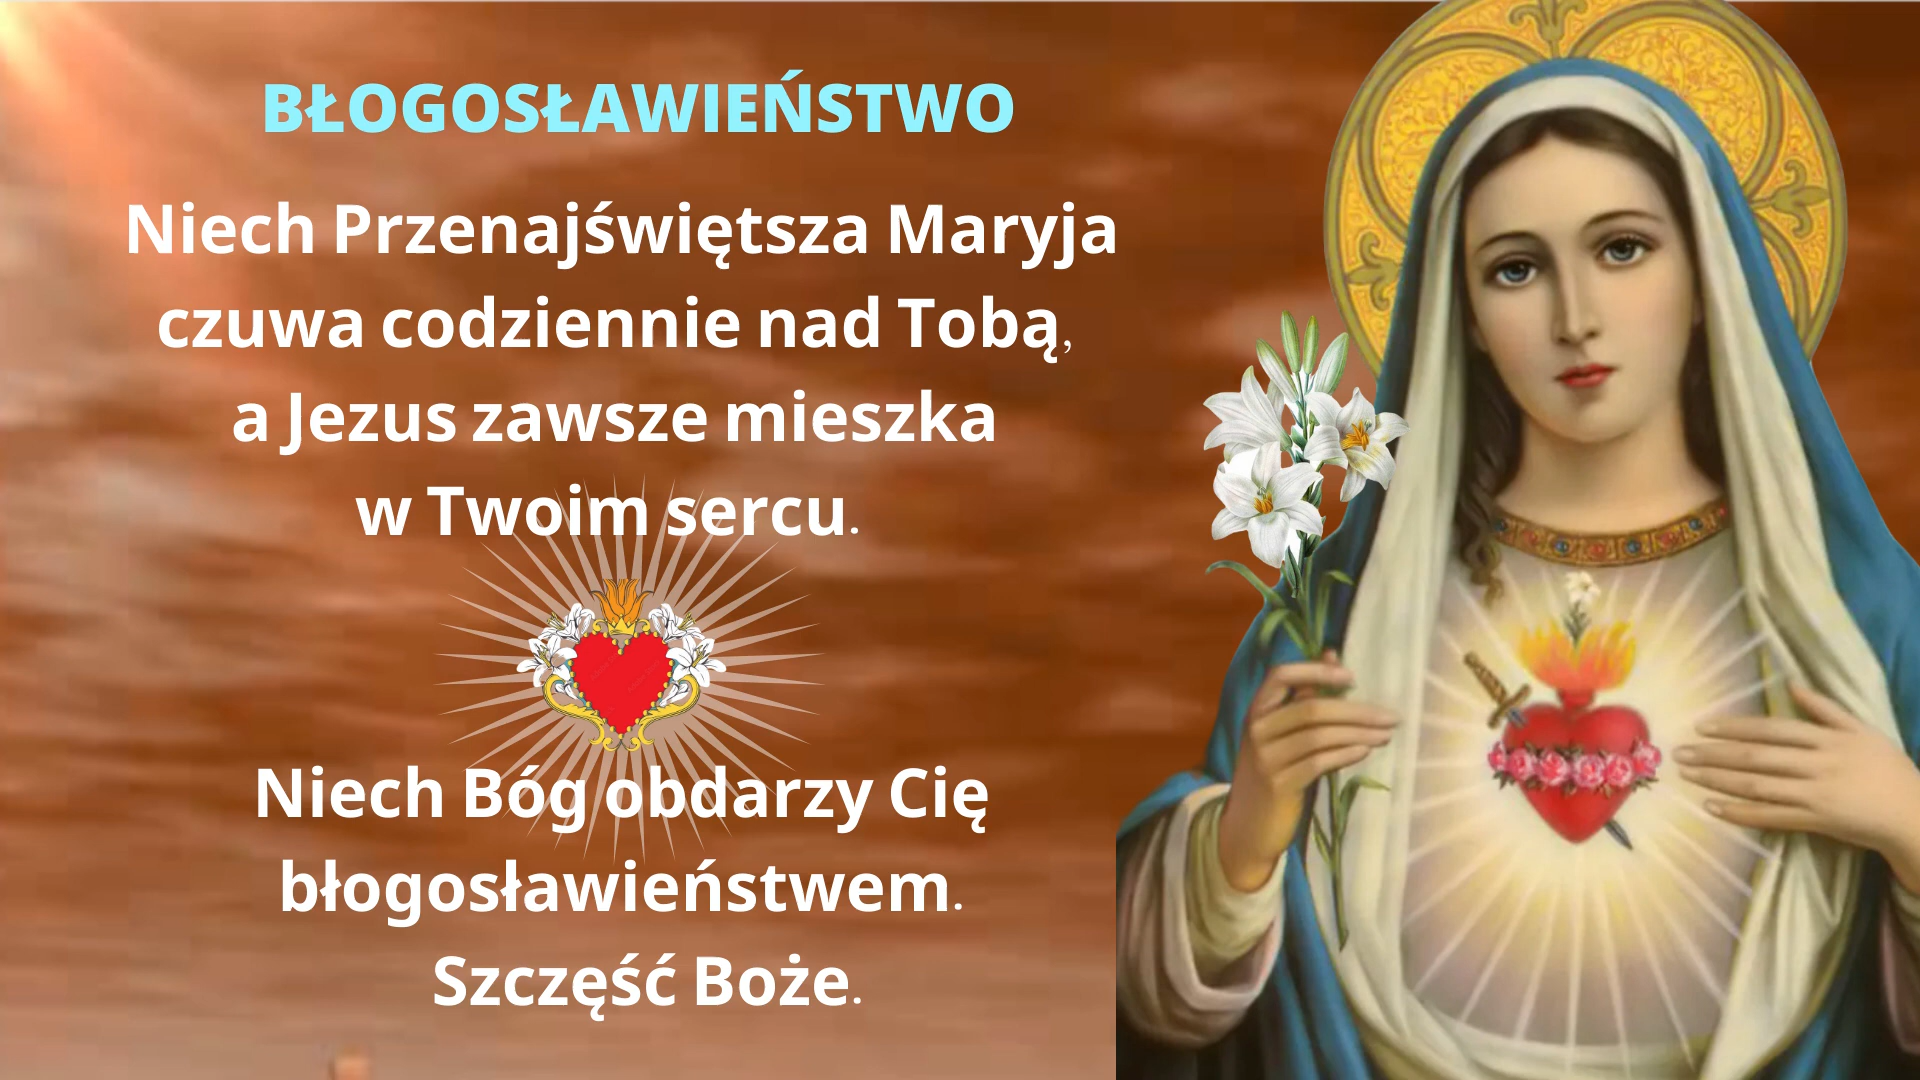 BŁOGOSŁAWIEŃSTWO
Niech Przenajświętsza Maryja
czuwa codziennie nad Tobą,
a Jezus zawsze mieszka
w Twoim sercu.
Niech Bóg obdarzy Cię
błogosławieństwem.
Szczęść Boże.